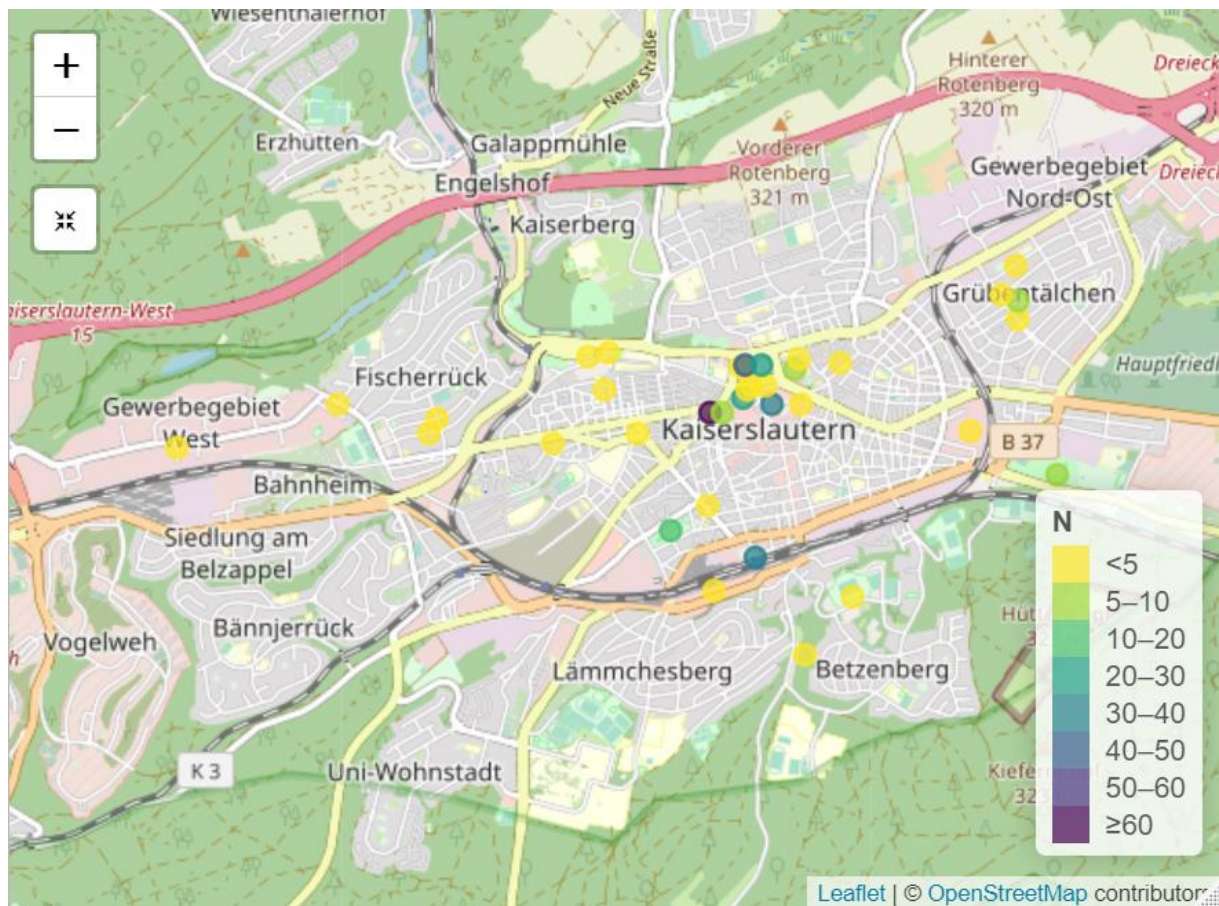 Wiesenthalerhof
+
−
Neue Straße
Hinterer
Rotenberg
320 m
Dreieck
Erzhütten
Galappmühle
Vorderer
Rotenberg
321 m
Engelshof
Gewerbegebiet
Nord-Ost
Dreieck
Kaiserberg
Grübentälchen
aiserslautern-West
15
Fischerrück
Hauptfriedl
Gewerbegebiet
West
Kaiserslautern
B 37
Bahnheim
Siedlung am
Belzappel
Vogelweh
Bännjerrück
Lämmchesberg
Betzenberg
K 3
Uni-Wohnstadt
N
<5
5–10
10–20
20–30
30–40
40–50
50–60
≥60
Leaflet | © OpenStreetMap contributors